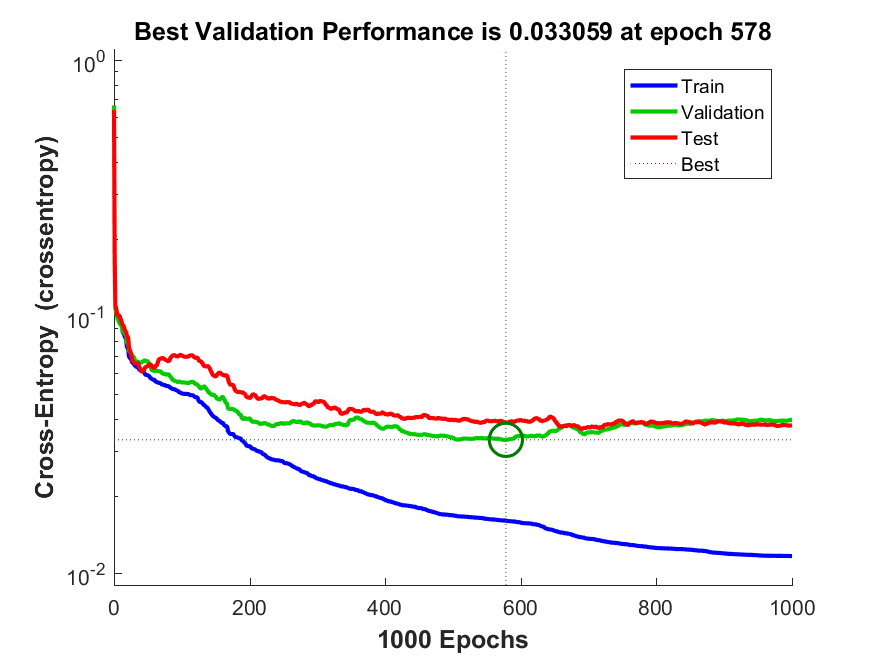 Best Validation Performance is 0.033059 at epoch 578
Cross-Entropy  (crossentropy)
10^0
10^-1
10^-2
Train
Validation
Test
Best
0 200 400 600 800 1000
1000 Epochs